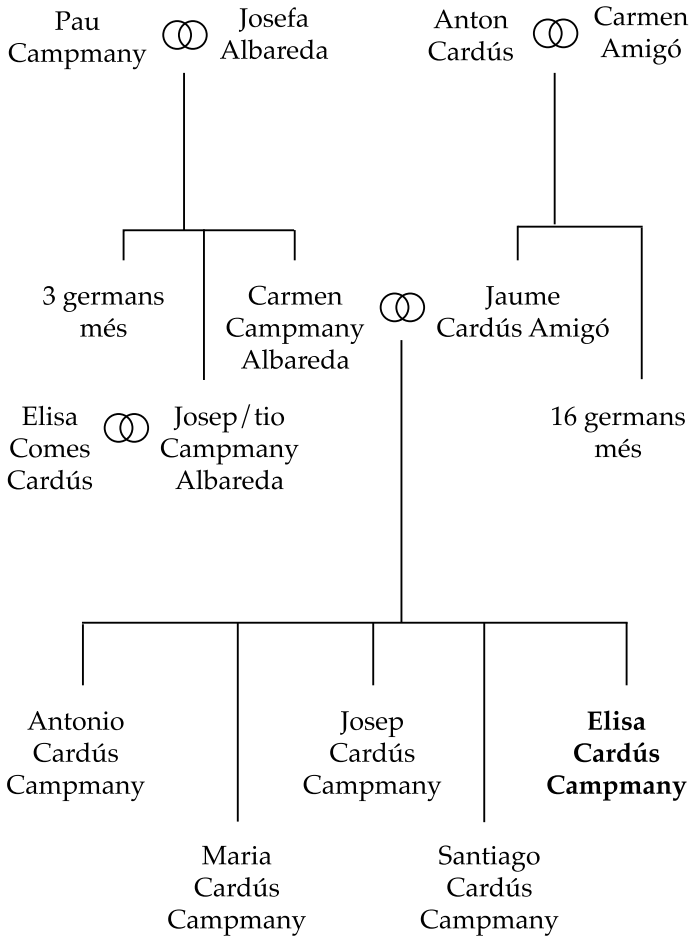 Pau
Campmany
Josefa
Albareda
Anton
Cardús
Carmen
Amigó
3 germans
més
Carmen
Campmany
Albareda
Jaume
Cardús Amigó
Elisa
Comes
Cardús
Josep/tio
Campmany
Albareda
16 germans
més
Antonio
Cardús
Campmany
Josep
Cardús
Campmany
Elisa
Cardús
Campmany
Maria
Cardús
Campmany
Santiago
Cardús
Campmany